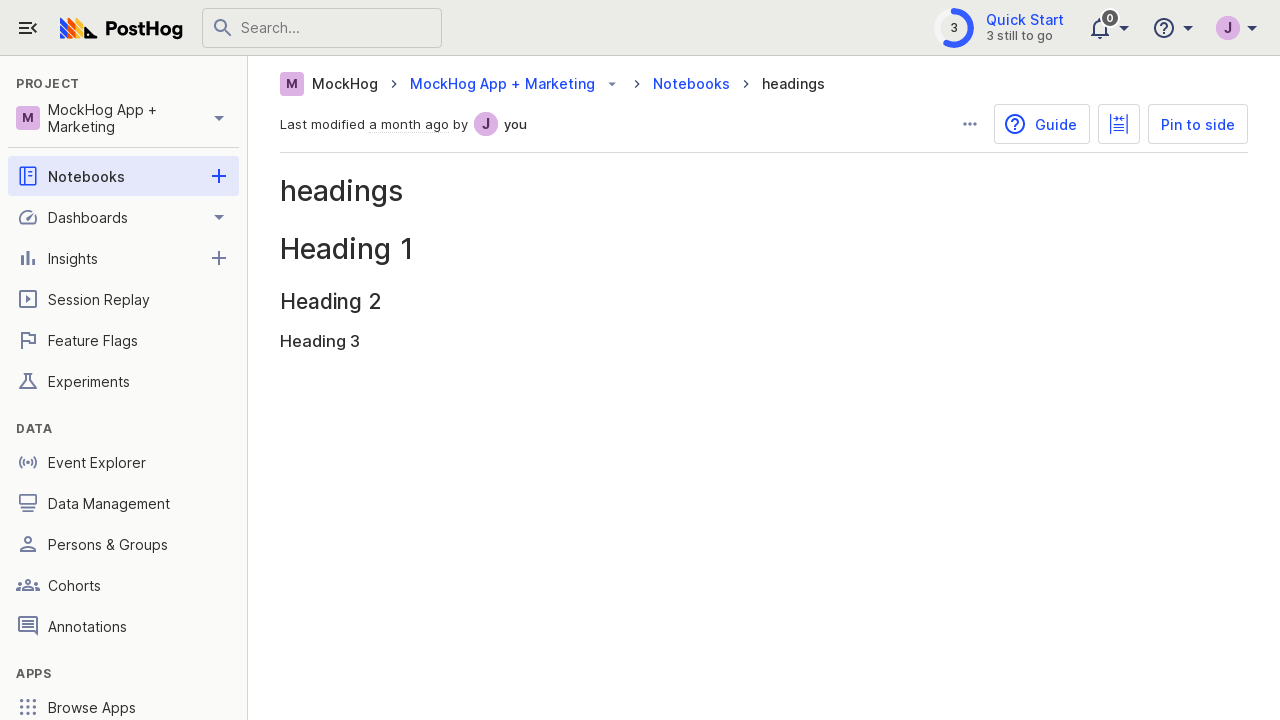 PostHog
Search...
3
Quick Start
3 still to go
0
J
PROJECT
M
MockHog App +
Marketing
Notebooks
Dashboards
Insights
Session Replay
Feature Flags
Experiments
DATA
Event Explorer
Data Management
Persons & Groups
Cohorts
Annotations
APPS
Browse Apps
M MockHog > MockHog App + Marketing > Notebooks > headings
Last modified a month ago by J you
Guide
Pin to side
headings
Heading 1
Heading 2
Heading 3